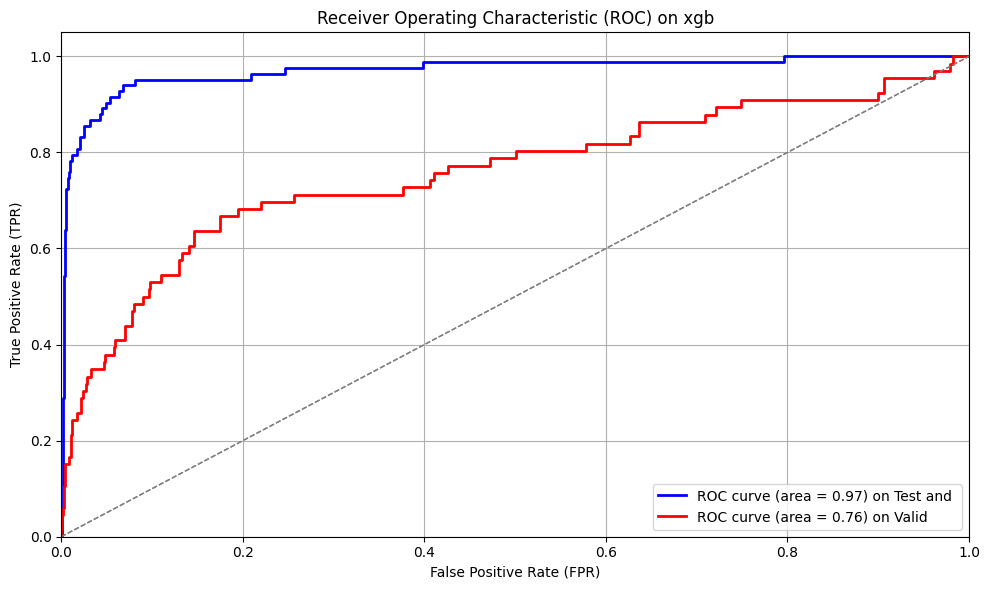 Receiver Operating Characteristic (ROC) on xgb
True Positive Rate (TPR)
1.0
0.8
0.6
0.4
0.2
0.0
0.0 0.2 0.4 0.6 0.8 1.0
False Positive Rate (FPR)
ROC curve (area = 0.97) on Test and
ROC curve (area = 0.76) on Valid